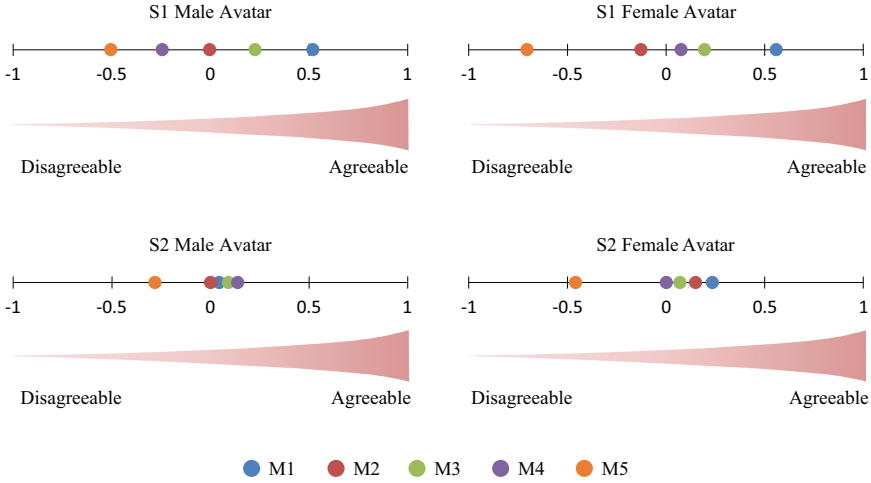 S1 Male Avatar
-1 -0.5 0 0.5 1
Disagreeable Agreeable
S1 Female Avatar
-1 -0.5 0 0.5 1
Disagreeable Agreeable
S2 Male Avatar
-1 -0.5 0 0.5 1
Disagreeable Agreeable
S2 Female Avatar
-1 -0.5 0 0.5 1
Disagreeable Agreeable
M1 M2 M3 M4 M5